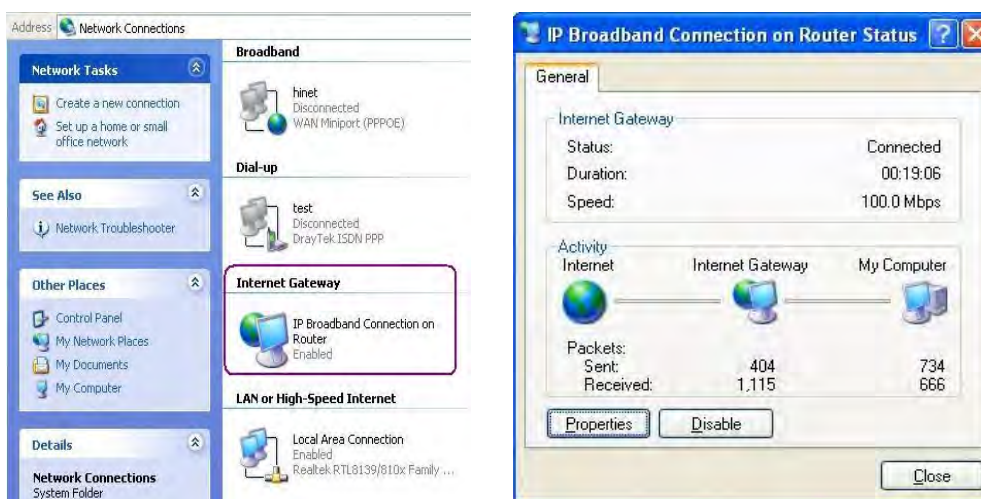 Address Network Connections
Network Tasks
Create a new connection
Set up a home or small
office network
See Also
Network Troubleshooter
Other Places
Control Panel
My Network Places
My Documents
My Computer
Details
Network Connections
System Folder
Broadband
hinet
Disconnected
WAN Miniport (PPPOE)
Dial-up
test
Disconnected
DrayTek ISDN PPP
Internet Gateway
IP Broadband Connection on
Router
Enabled
LAN or High-Speed Internet
Local Area Connection
Enabled
Realtek RTL8139/810x Family ...
IP Broadband Connection on Router Status
General
Internet Gateway
Status: Connected
Duration: 00:19:06
Speed: 100.0 Mbps
Activity
Internet Internet Gateway My Computer
Packets:
Sent: 404 734
Received: 1,115 666
Properties Disable
Close